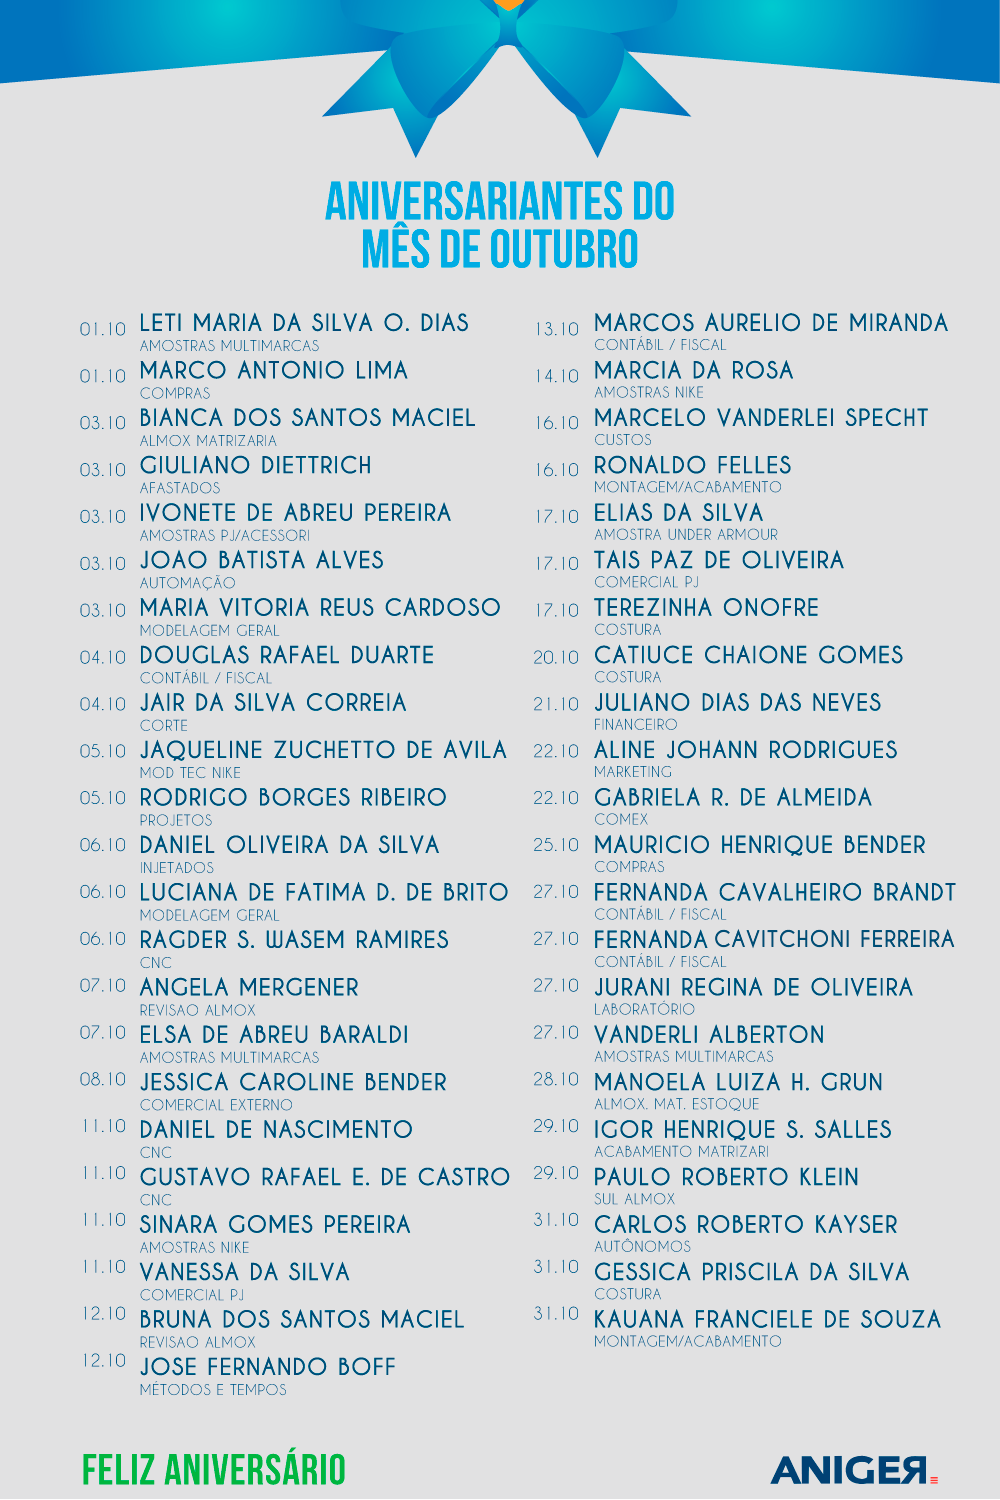 ANIVERSARIANTES DO
MÊS DE OUTUBRO
01.10 LETI MARIA DA SILVA O. DIAS
AMOSTRAS MULTIMARCAS
01.10 MARCO ANTONIO LIMA
COMPRAS
03.10 BIANCA DOS SANTOS MACIEL
ALMOX MATRIZARIA
03.10 GIULIANO DIETTRICH
AFASTADOS
03.10 IVONETE DE ABREU PEREIRA
AMOSTRAS PJ/ACESSORI
03.10 JOAO BATISTA ALVES
AUTOMAÇÃO
03.10 MARIA VITORIA REUS CARDOSO
MODELAGEM GERAL
04.10 DOUGLAS RAFAEL DUARTE
CONTÁBIL / FISCAL
04.10 JAIR DA SILVA CORREIA
CORTE
05.10 JAQUELINE ZUCHETTO DE AVILA
MOD TEC NIKE
05.10 RODRIGO BORGES RIBEIRO
PROJETOS
06.10 DANIEL OLIVEIRA DA SILVA
INJETADOS
06.10 LUCIANA DE FATIMA D. DE BRITO
MODELAGEM GERAL
06.10 RAGDER S. WASEM RAMIRES
CNC
07.10 ANGELA MERGENER
REVISAO ALMOX
07.10 ELSA DE ABREU BARALDI
AMOSTRAS MULTIMARCAS
08.10 JESSICA CAROLINE BENDER
COMERCIAL EXTERNO
11.10 DANIEL DE NASCIMENTO
CNC
11.10 GUSTAVO RAFAEL E. DE CASTRO
CNC
11.10 SINARA GOMES PEREIRA
AMOSTRAS NIKE
11.10 VANESSA DA SILVA
COMERCIAL PJ
12.10 BRUNA DOS SANTOS MACIEL
REVISAO ALMOX
12.10 JOSE FERNANDO BOFF
MÉTODOS E TEMPOS
13.10 MARCOS AURELIO DE MIRANDA
CONTÁBIL / FISCAL
14.10 MARCIA DA ROSA
AMOSTRAS NIKE
16.10 MARCELO VANDERLEI SPECHT
CUSTOS
16.10 RONALDO FELLES
MONTAGEM/ACABAMENTO
17.10 ELIAS DA SILVA
AMOSTRA UNDER ARMOUR
17.10 TAIS PAZ DE OLIVEIRA
COMERCIAL PJ
17.10 TEREZINHA ONOFRE
COSTURA
20.10 CATIUCE CHAIONE GOMES
COSTURA
21.10 JULIANO DIAS DAS NEVES
FINANCEIRO
22.10 ALINE JOHANN RODRIGUES
MARKETING
22.10 GABRIELA R. DE ALMEIDA
COMEX
25.10 MAURICIO HENRIQUE BENDER
COMPRAS
27.10 FERNANDA CAVALHEIRO BRANDT
CONTÁBIL / FISCAL
27.10 FERNANDA CAVITCHONI FERREIRA
CONTÁBIL / FISCAL
27.10 JURANI REGINA DE OLIVEIRA
LABORATÓRIO
27.10 VANDERLI ALBERTON
AMOSTRAS MULTIMARCAS
28.10 MANOELA LUIZA H. GRUN
ALMOX. MAT. ESTOQUE
29.10 IGOR HENRIQUE S. SALLES
ACABAMENTO MATRIZARI
29.10 PAULO ROBERTO KLEIN
SUL ALMOX
31.10 CARLOS ROBERTO KAYSER
AUTÔNOMOS
31.10 GESSICA PRISCILA DA SILVA
COSTURA
31.10 KAUANA FRANCIELE DE SOUZA
MONTAGEM/ACABAMENTO
FELIZ ANIVERSÁRIO
ANIGER